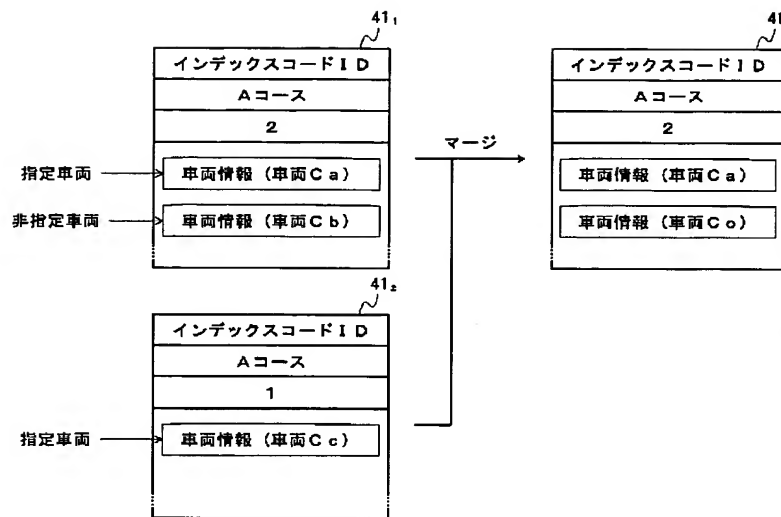 41₁
インデックスコードＩＤ
Ａコース
２
指定車両
車両情報（車両Ｃａ）
非指定車両
車両情報（車両Ｃｂ）
マージ
41
インデックスコードＩＤ
Ａコース
２
車両情報（車両Ｃａ）
車両情報（車両Ｃｏ）
41₂
インデックスコードＩＤ
Ａコース
１
指定車両
車両情報（車両Ｃｃ）